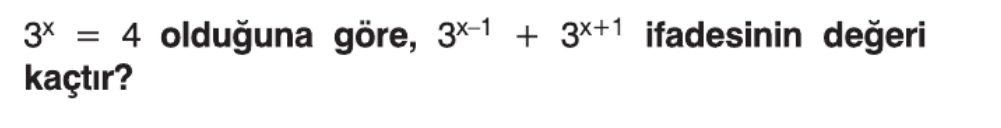 3ˣ = 4 olduğuna göre, 3ˣ⁻¹ + 3ˣ⁺¹ ifadesinin değeri
kaçtır?